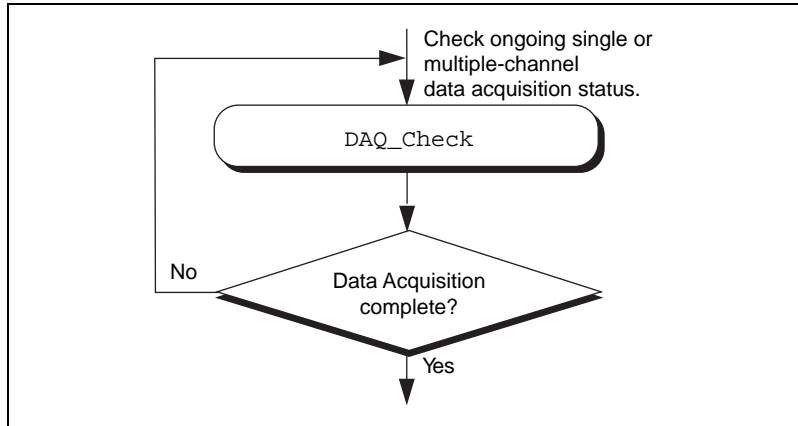 Check ongoing single or
multiple-channel
data acquisition status.
DAQ_Check
No
Data Acquisition
complete?
Yes